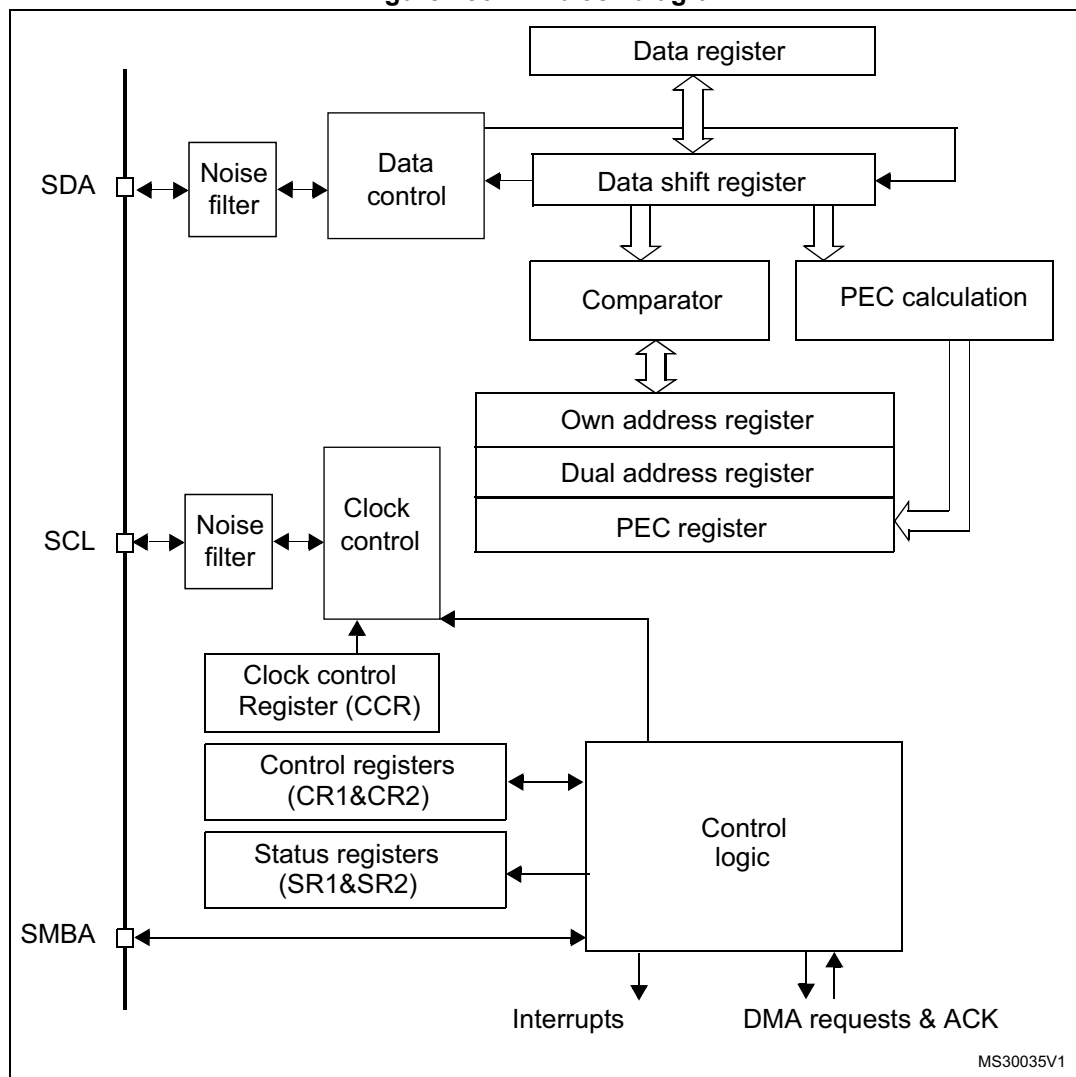 Data register
Data
control
Noise
filter
SDA
Data shift register
Comparator
PEC calculation
Own address register
Dual address register
PEC register
Clock
control
Noise
filter
SCL
Clock control
Register (CCR)
Control registers
(CR1&CR2)
Control
logic
Status registers
(SR1&SR2)
SMBA
Interrupts
DMA requests & ACK
MS30035V1